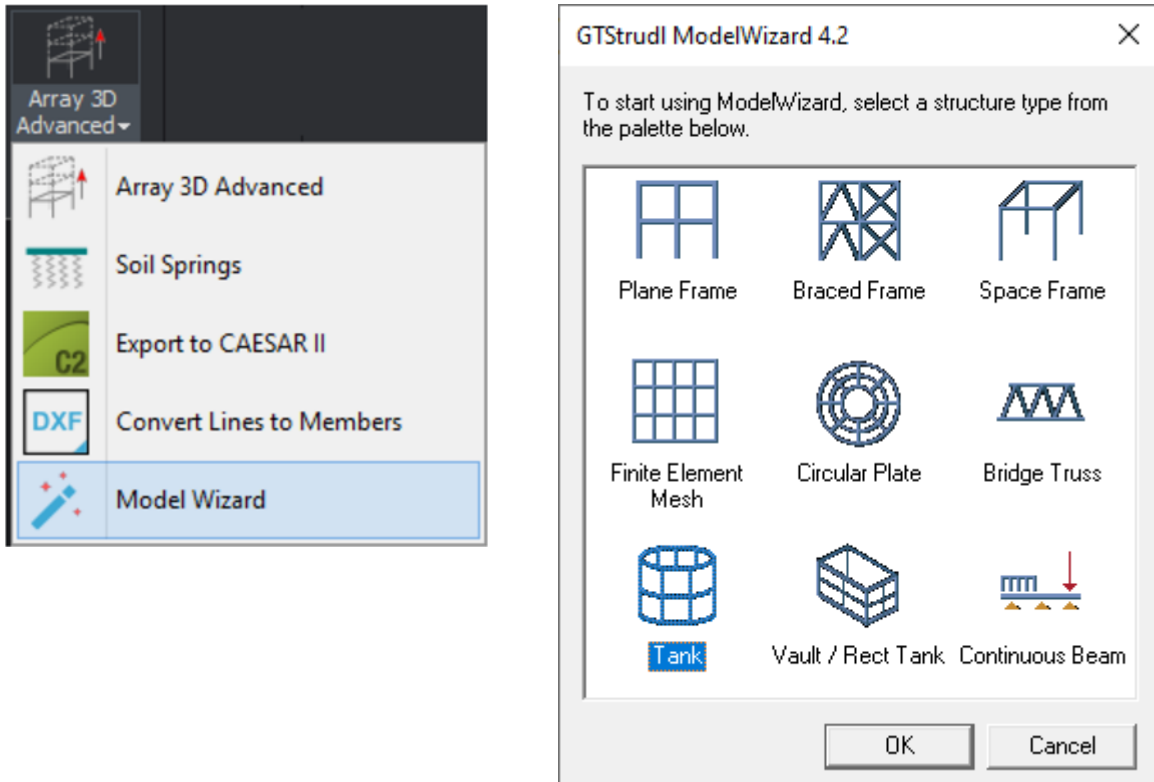 Array 3D
Advanced
Array 3D Advanced
Soil Springs
C2
Export to CAESAR II
DXF
Convert Lines to Members
Model Wizard
GTStrudl ModelWizard 4.2
To start using ModelWizard, select a structure type from
the palette below.
Plane Frame
Braced Frame
Space Frame
Finite Element
Mesh
Circular Plate
Bridge Truss
Tank
Vault / Rect Tank
Continuous Beam
OK
Cancel